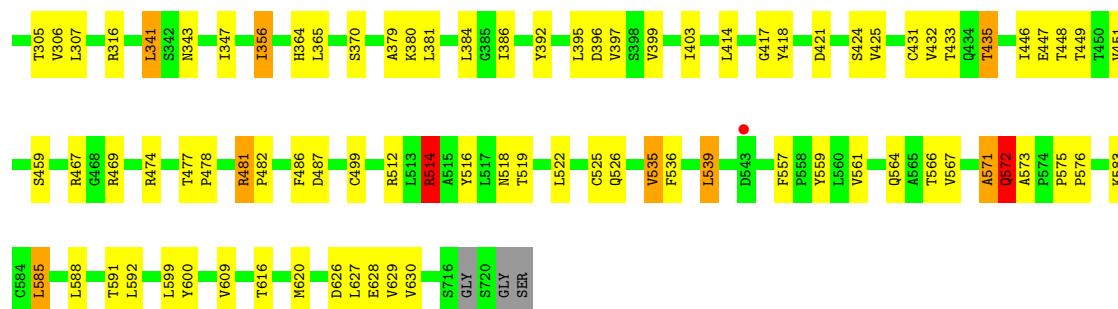 T305 V306 L307 R316 L341 S342 N343 I347 I356 H364 L365 S370 A379 K380 L381 L384 G385 I386 Y392 L395 D396 V397 S398 V399 I403 L414 G417 Y418 D421 S424 V425 C431 V432 T433 Q434 T435 I446 E447 T448 T449 T450 V451
S459 R467 G468 R469 R474 T477 P478 R481 P482 F486 D487 C499 R512 L513 R514 A515 Y516 L517 N518 T519 L522 C525 Q526 V535 F536 L539 D543 F557 P558 Y559 L560 V561 Q564 A565 T566 V567 A571 Q572 A573 P574 P575 P576 K583
C584 L585 L588 T591 L592 L599 Y600 V609 T616 M620 D626 L627 E628 V629 V630 S716 GLY S720 GLY SER